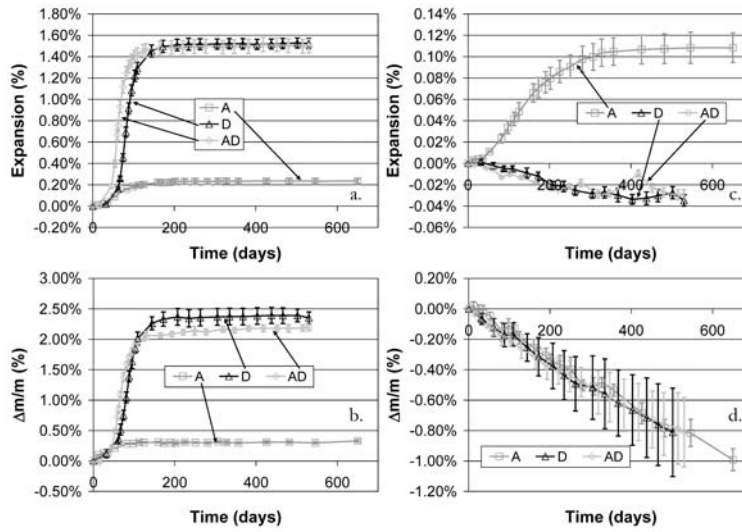 1.80%
1.60%
1.40%
1.20%
1.00%
0.80%
0.60%
0.40%
0.20%
0.00%
-0.20%
Expansion (%)
A
D
AD
a.
0 200 400 600
Time (days)
0.14%
0.12%
0.10%
0.08%
0.06%
0.04%
0.02%
0.00%
-0.02%
-0.04%
-0.06%
Expansion (%)
A D AD
0 200 400 600
c.
Time (days)
3.00%
2.50%
2.00%
1.50%
1.00%
0.50%
0.00%
-0.50%
Δm/m (%)
A D AD
b.
0 200 400 600
Time (days)
0.20%
0.00%
-0.20%
-0.40%
-0.60%
-0.80%
-1.00%
-1.20%
Δm/m (%)
0 200 400 600
d.
A D AD
Time (days)